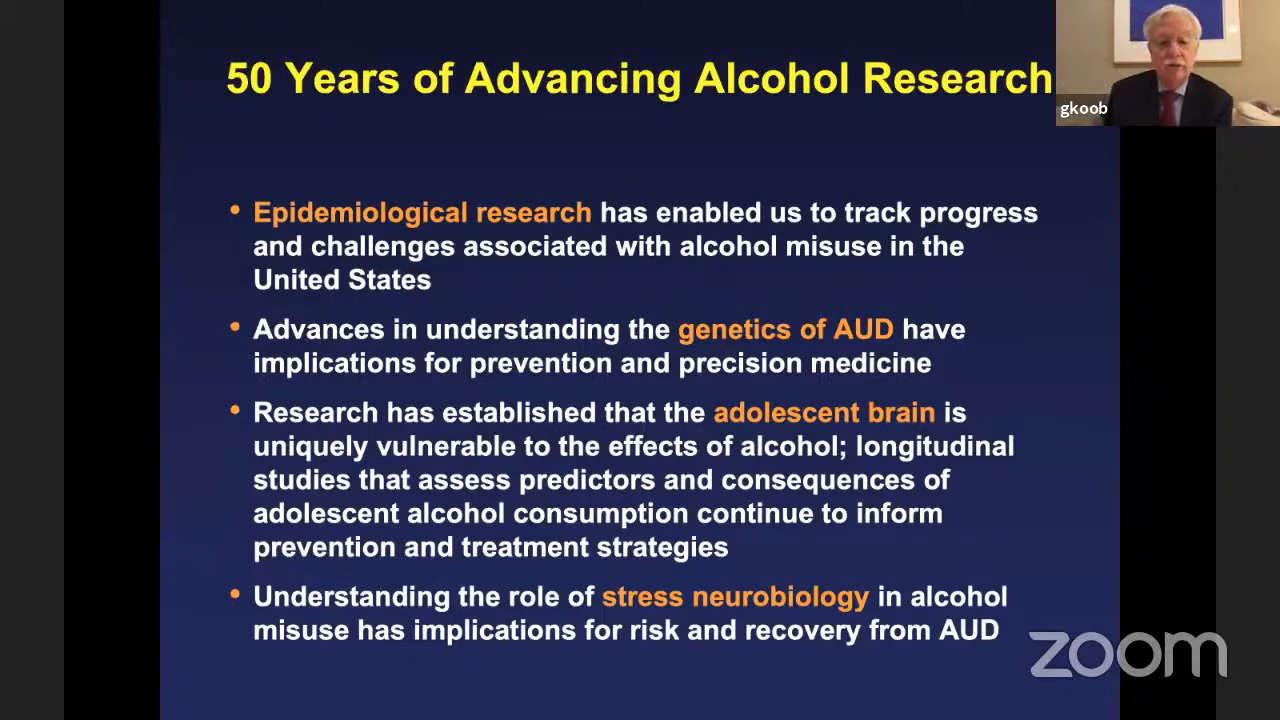 50 Years of Advancing Alcohol Research
gkoob
• Epidemiological research has enabled us to track progress
and challenges associated with alcohol misuse in the
United States
• Advances in understanding the genetics of AUD have
implications for prevention and precision medicine
• Research has established that the adolescent brain is
uniquely vulnerable to the effects of alcohol; longitudinal
studies that assess predictors and consequences of
adolescent alcohol consumption continue to inform
prevention and treatment strategies
• Understanding the role of stress neurobiology in alcohol
misuse has implications for risk and recovery from AUD
zoom